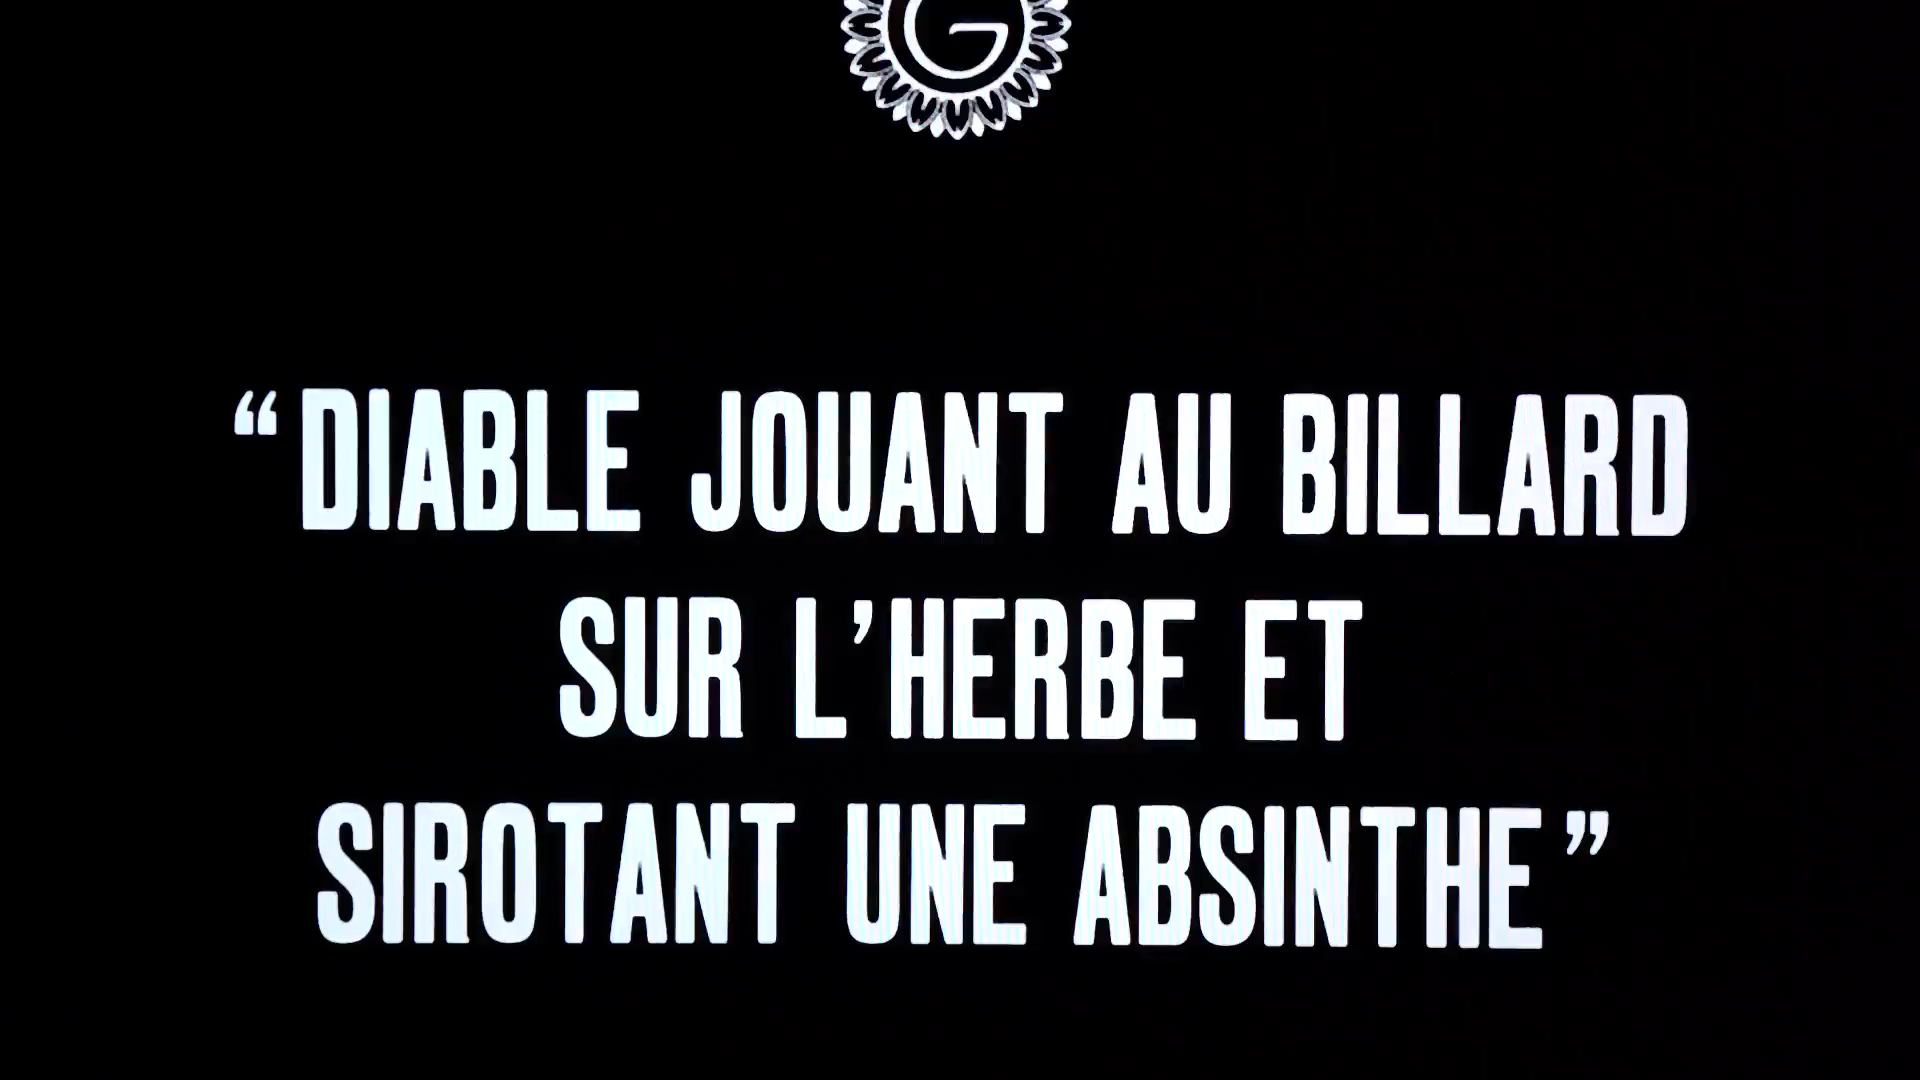 G
“DIABLE JOUANT AU BILLARD
SUR L’HERBE ET
SIROTANT UNE ABSINTHE”